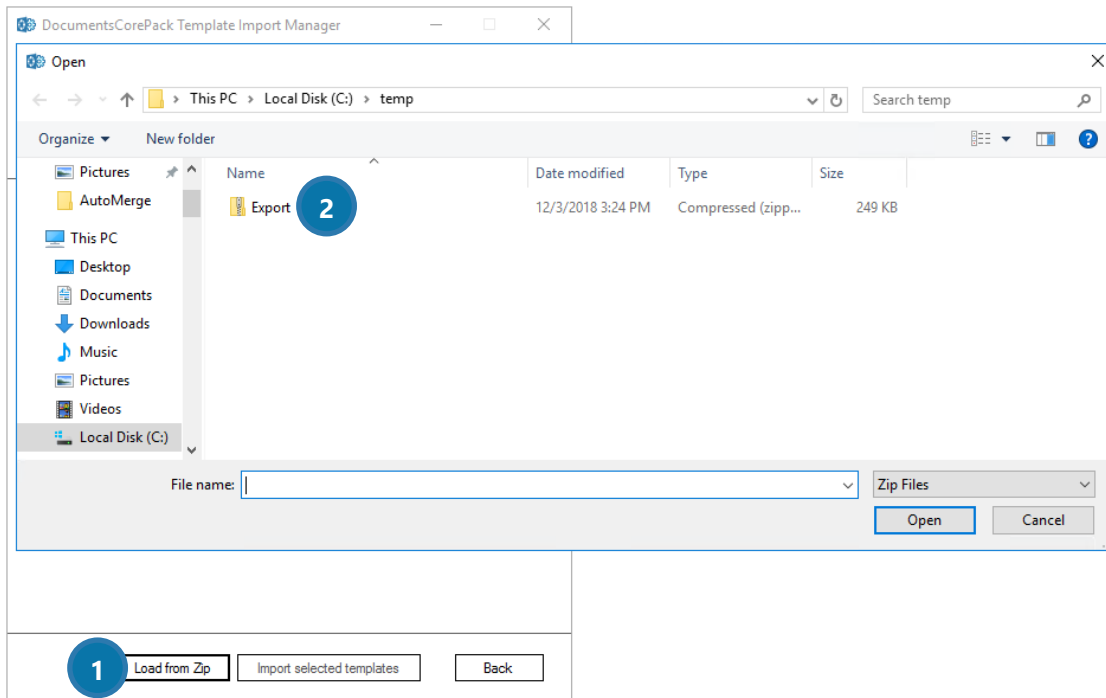 DocumentsCorePack Template Import Manager
Open
This PC > Local Disk (C:) > temp
Search temp
Organize New folder
Name Date modified Type Size
Pictures
AutoMerge
Export 2 12/3/2018 3:24 PM Compressed (zipp... 249 KB
This PC
Desktop
Documents
Downloads
Music
Pictures
Videos
Local Disk (C:)
File name: Zip Files
Open Cancel
1 Load from Zip Import selected templates Back